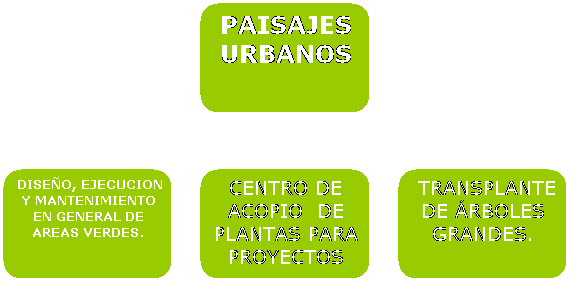 PAISAJES
URBANOS
DISEÑO, EJECUCION
Y MANTENIMIENTO
EN GENERAL DE
AREAS VERDES.
CENTRO DE
ACOPIO DE
PLANTAS PARA
PROYECTOS
TRANSPLANTE
DE ÁRBOLES
GRANDES.